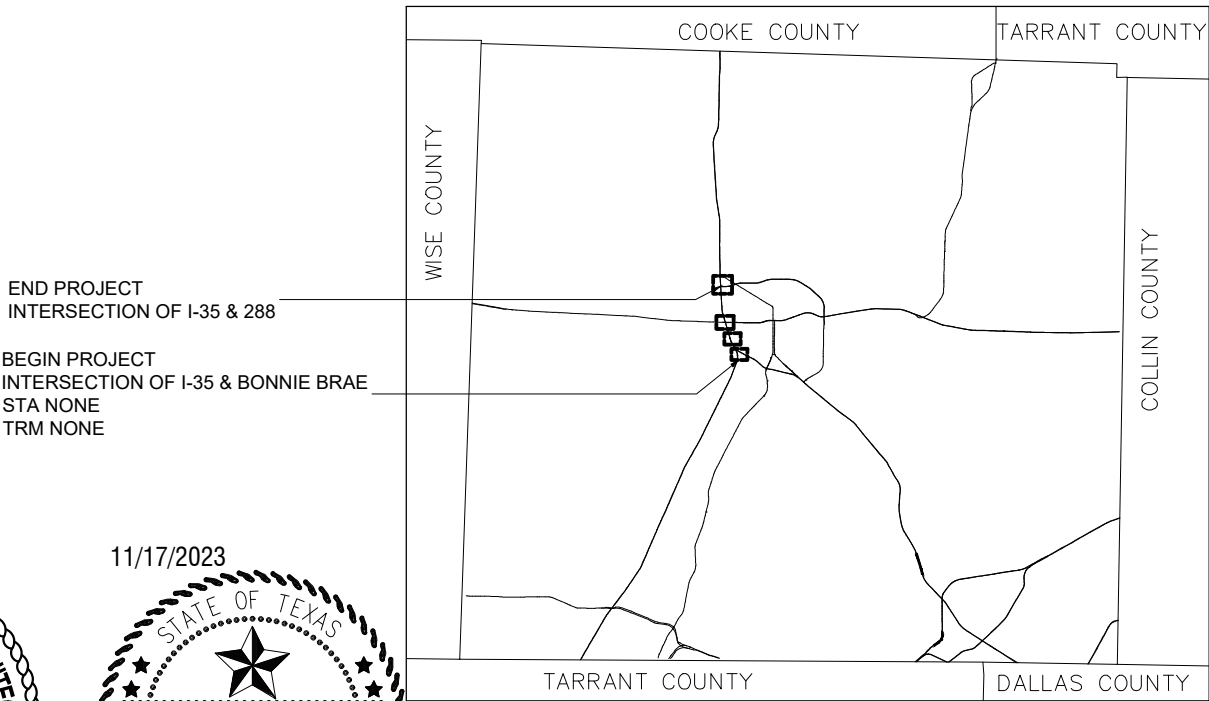 COOKE COUNTY
TARRANT COUNTY
WISE COUNTY
COLLIN COUNTY
END PROJECT
INTERSECTION OF I-35 & 288
BEGIN PROJECT
INTERSECTION OF I-35 & BONNIE BRAE
STA NONE
TRM NONE
11/17/2023
STATE OF TEXAS
TARRANT COUNTY
DALLAS COUNTY